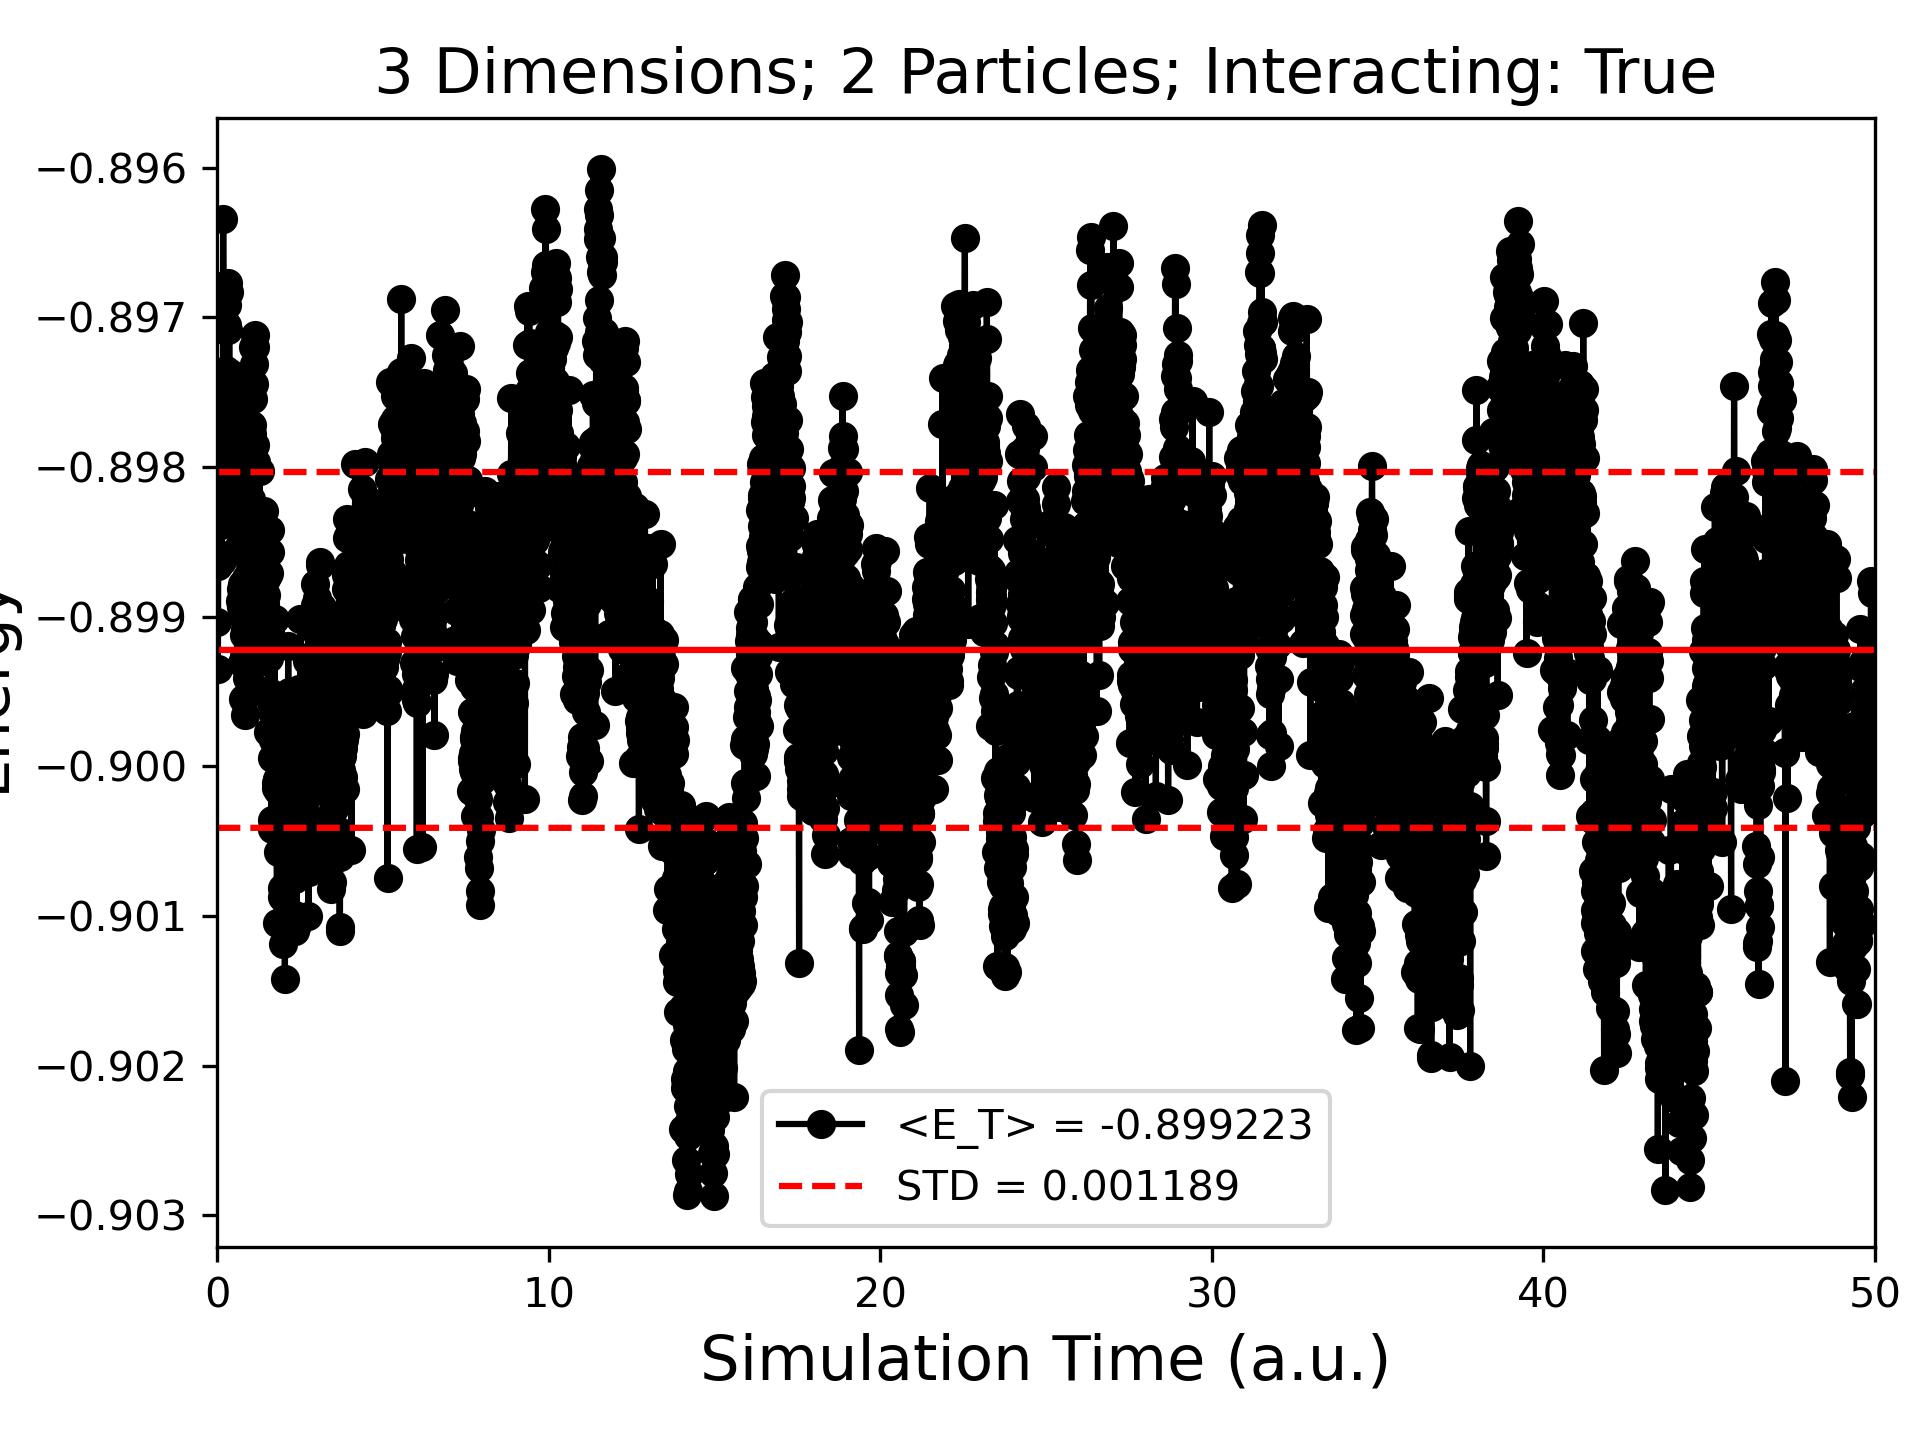 3 Dimensions; 2 Particles; Interacting: True
−0.896
−0.897
−0.898
−0.899
−0.900
−0.901
−0.902
−0.903
Energy
<E_T> = -0.899223
STD = 0.001189
0 10 20 30 40 50
Simulation Time (a.u.)